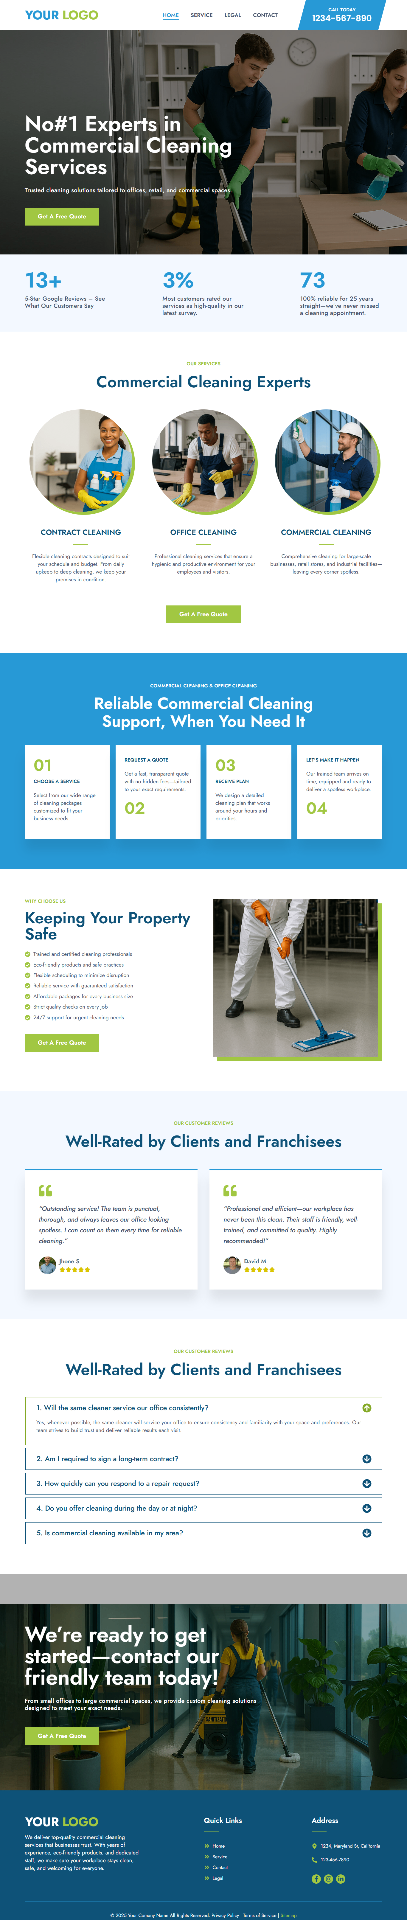 YOUR LOGO
HOME SERVICE LEGAL CONTACT
CALL TODAY
1234-567-890
No#1 Experts in
Commercial Cleaning
Services
Trusted cleaning solutions tailored to offices, retail, and commercial spaces
Get A Free Quote
13+
5-Star Google Reviews – See
What Our Customers Say
3%
Most customers rated our
services as high-quality in our
latest survey.
73
100% reliable for 25 years
straight—we've never missed
a cleaning appointment.
OUR SERVICES
Commercial Cleaning Experts
CONTRACT CLEANING
Flexible cleaning contracts designed to suit
your schedule and budget. From daily
upkeep to deep cleaning, we keep your
premises in condition.
OFFICE CLEANING
Professional cleaning services that ensure a
hygienic and productive environment for your
employees and visitors.
COMMERCIAL CLEANING
Comprehensive cleaning for large-scale
businesses, retail stores, and industrial facilities—
leaving every corner spotless.
Get A Free Quote
COMMERCIAL CLEANING & OFFICE CLEANING
Reliable Commercial Cleaning
Support, When You Need It
01
CHOOSE A SERVICE
Select from our wide range
of cleaning packages
customized to fit your
business needs.
REQUEST A QUOTE
Get a fast, transparent quote
with no hidden fees, tailored
to your exact requirements.
02
03
RECEIVE PLAN
We design a detailed
cleaning plan that works
around your hours and
LET'S MAKE IT HAPPEN
Our trained team arrives on
time, equipped and ready to
deliver a spotless workplace.
04
WHY CHOOSE US
Keeping Your Property
Safe
Trained and certified cleaning professionals
Eco-friendly products and safe practices
Flexible scheduling to minimize disruption
Reliable service with guaranteed satisfaction
Affordable packages for every business size
Strict quality checks on every job
24/7 support for urgent cleaning needs
Get A Free Quote
OUR CUSTOMER REVIEWS
Well-Rated by Clients and Franchisees
"Outstanding service! The team is punctual,
thorough, and always leaves our office looking
spotless. I can count on them every time for reliable
cleaning."
Jhone S
"Professional and efficient—our workplace has
never been this clean. Their staff is friendly, well-
trained, and committed to quality. Highly
recommended!"
David M
OUR CUSTOMER REVIEWS
Well-Rated by Clients and Franchisees
1. Will the same cleaner service our office consistently?
Yes, whenever possible, the same cleaner will service your office to ensure consistency and familiarity with your space and preferences. Our
team strives to build trust and deliver reliable results each visit.
2. Am I required to sign a long-term contract?
3. How quickly can you respond to a repair request?
4. Do you offer cleaning during the day or at night?
5. Is commercial cleaning available in my area?
We're ready to get
started—contact our
friendly team today!
From small offices to large commercial spaces, we provide custom cleaning solutions
designed to meet your exact needs.
Get A Free Quote
YOUR LOGO
We deliver top-quality commercial cleaning
services that businesses trust. With years of
experience, eco-friendly products, and dedicated
staff, we make sure your workplace stays clean,
safe, and welcoming for everyone.
Quick Links
Home
Service
Contact
Legal
Address
1234, Maryland St, California
123-456-7890
© 2025 Your Comany Name All Rights Reserved. Privacy Policy | Terms of Service | Sitemap